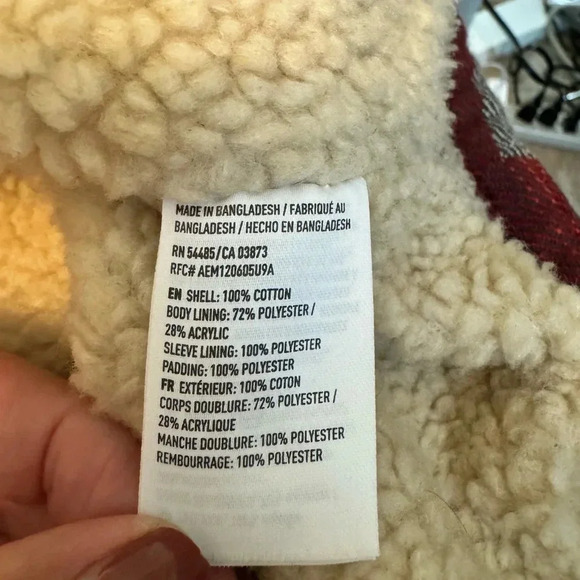 MADE IN BANGLADESH / FABRIQUÉ AU
BANGLADESH / HECHO EN BANGLADESH
RN 54485/CA 03873
RFC# AEM120605U9A
EN SHELL: 100% COTTON
BODY LINING: 72% POLYESTER /
28% ACRYLIC
SLEEVE LINING: 100% POLYESTER
PADDING: 100% POLYESTER
FR EXTÉRIEUR: 100% COTON
CORPS DOUBLURE: 72% POLYESTER /
28% ACRYLIQUE
MANCHE DOUBLURE: 100% POLYESTER
REMBOURRAGE: 100% POLYESTER